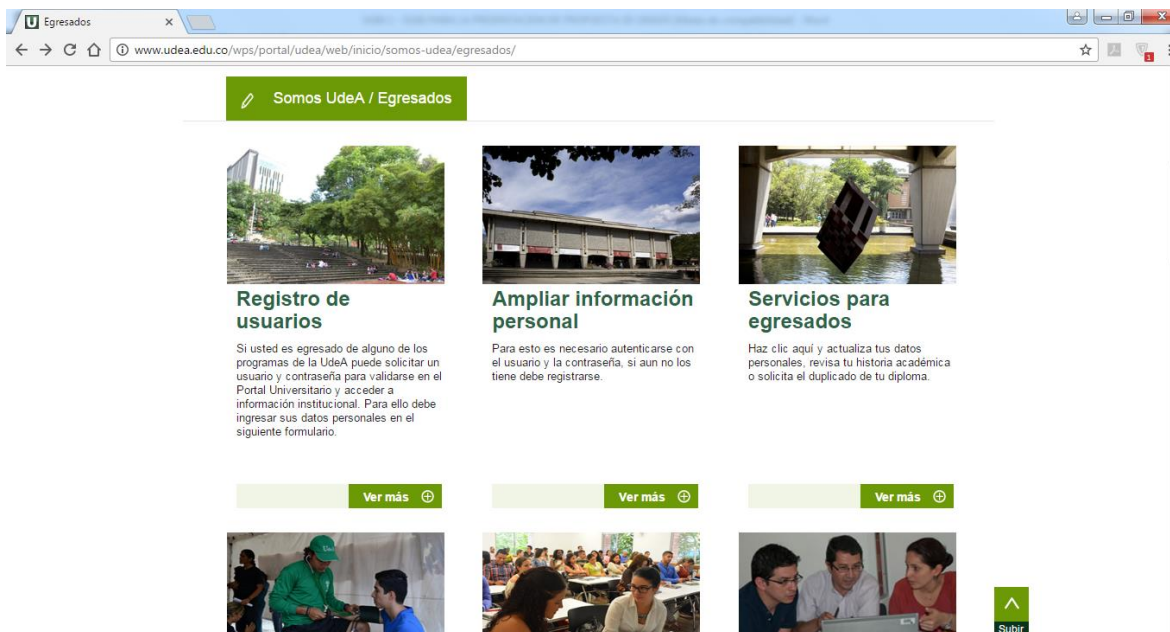 Egresados
www.udea.edu.co/wps/portal/udea/web/inicio/somos-udea/egresados/
1
Somos UdeA / Egresados
Registro de
usuarios
Si usted es egresado de alguno de los
programas de la UdeA puede solicitar un
usuario y contraseña para validarse en el
Portal Universitario y acceder a
información institucional. Para ello debe
ingresar sus datos personales en el
siguiente formulario.
Ver más
Ampliar información
personal
Para esto es necesario autenticarse con
el usuario y la contraseña, si aun no los
tiene debe registrarse.
Ver más
Servicios para
egresados
Haz clic aquí y actualiza tus datos
personales, revisa tu historia académica
o solicita el duplicado de tu diploma.
Ver más
Subir